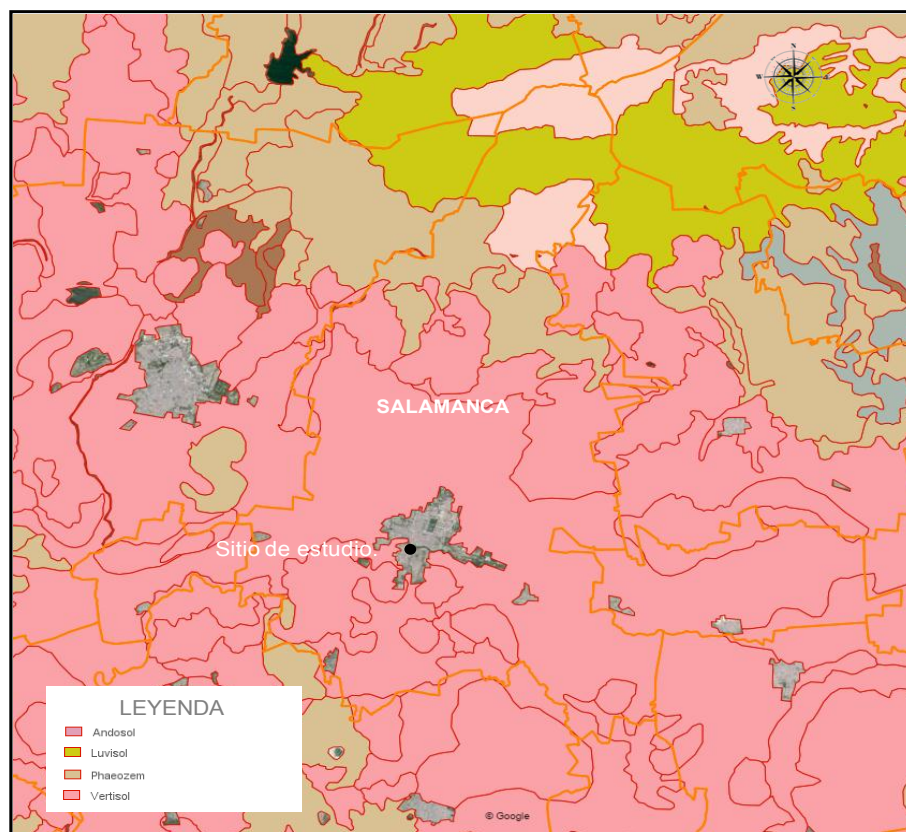 N
W
E
S
SALAMANCA
Sitio de estudio.
LEYENDA
Andosol
Luvisol
Phaeozem
Vertisol
© Google